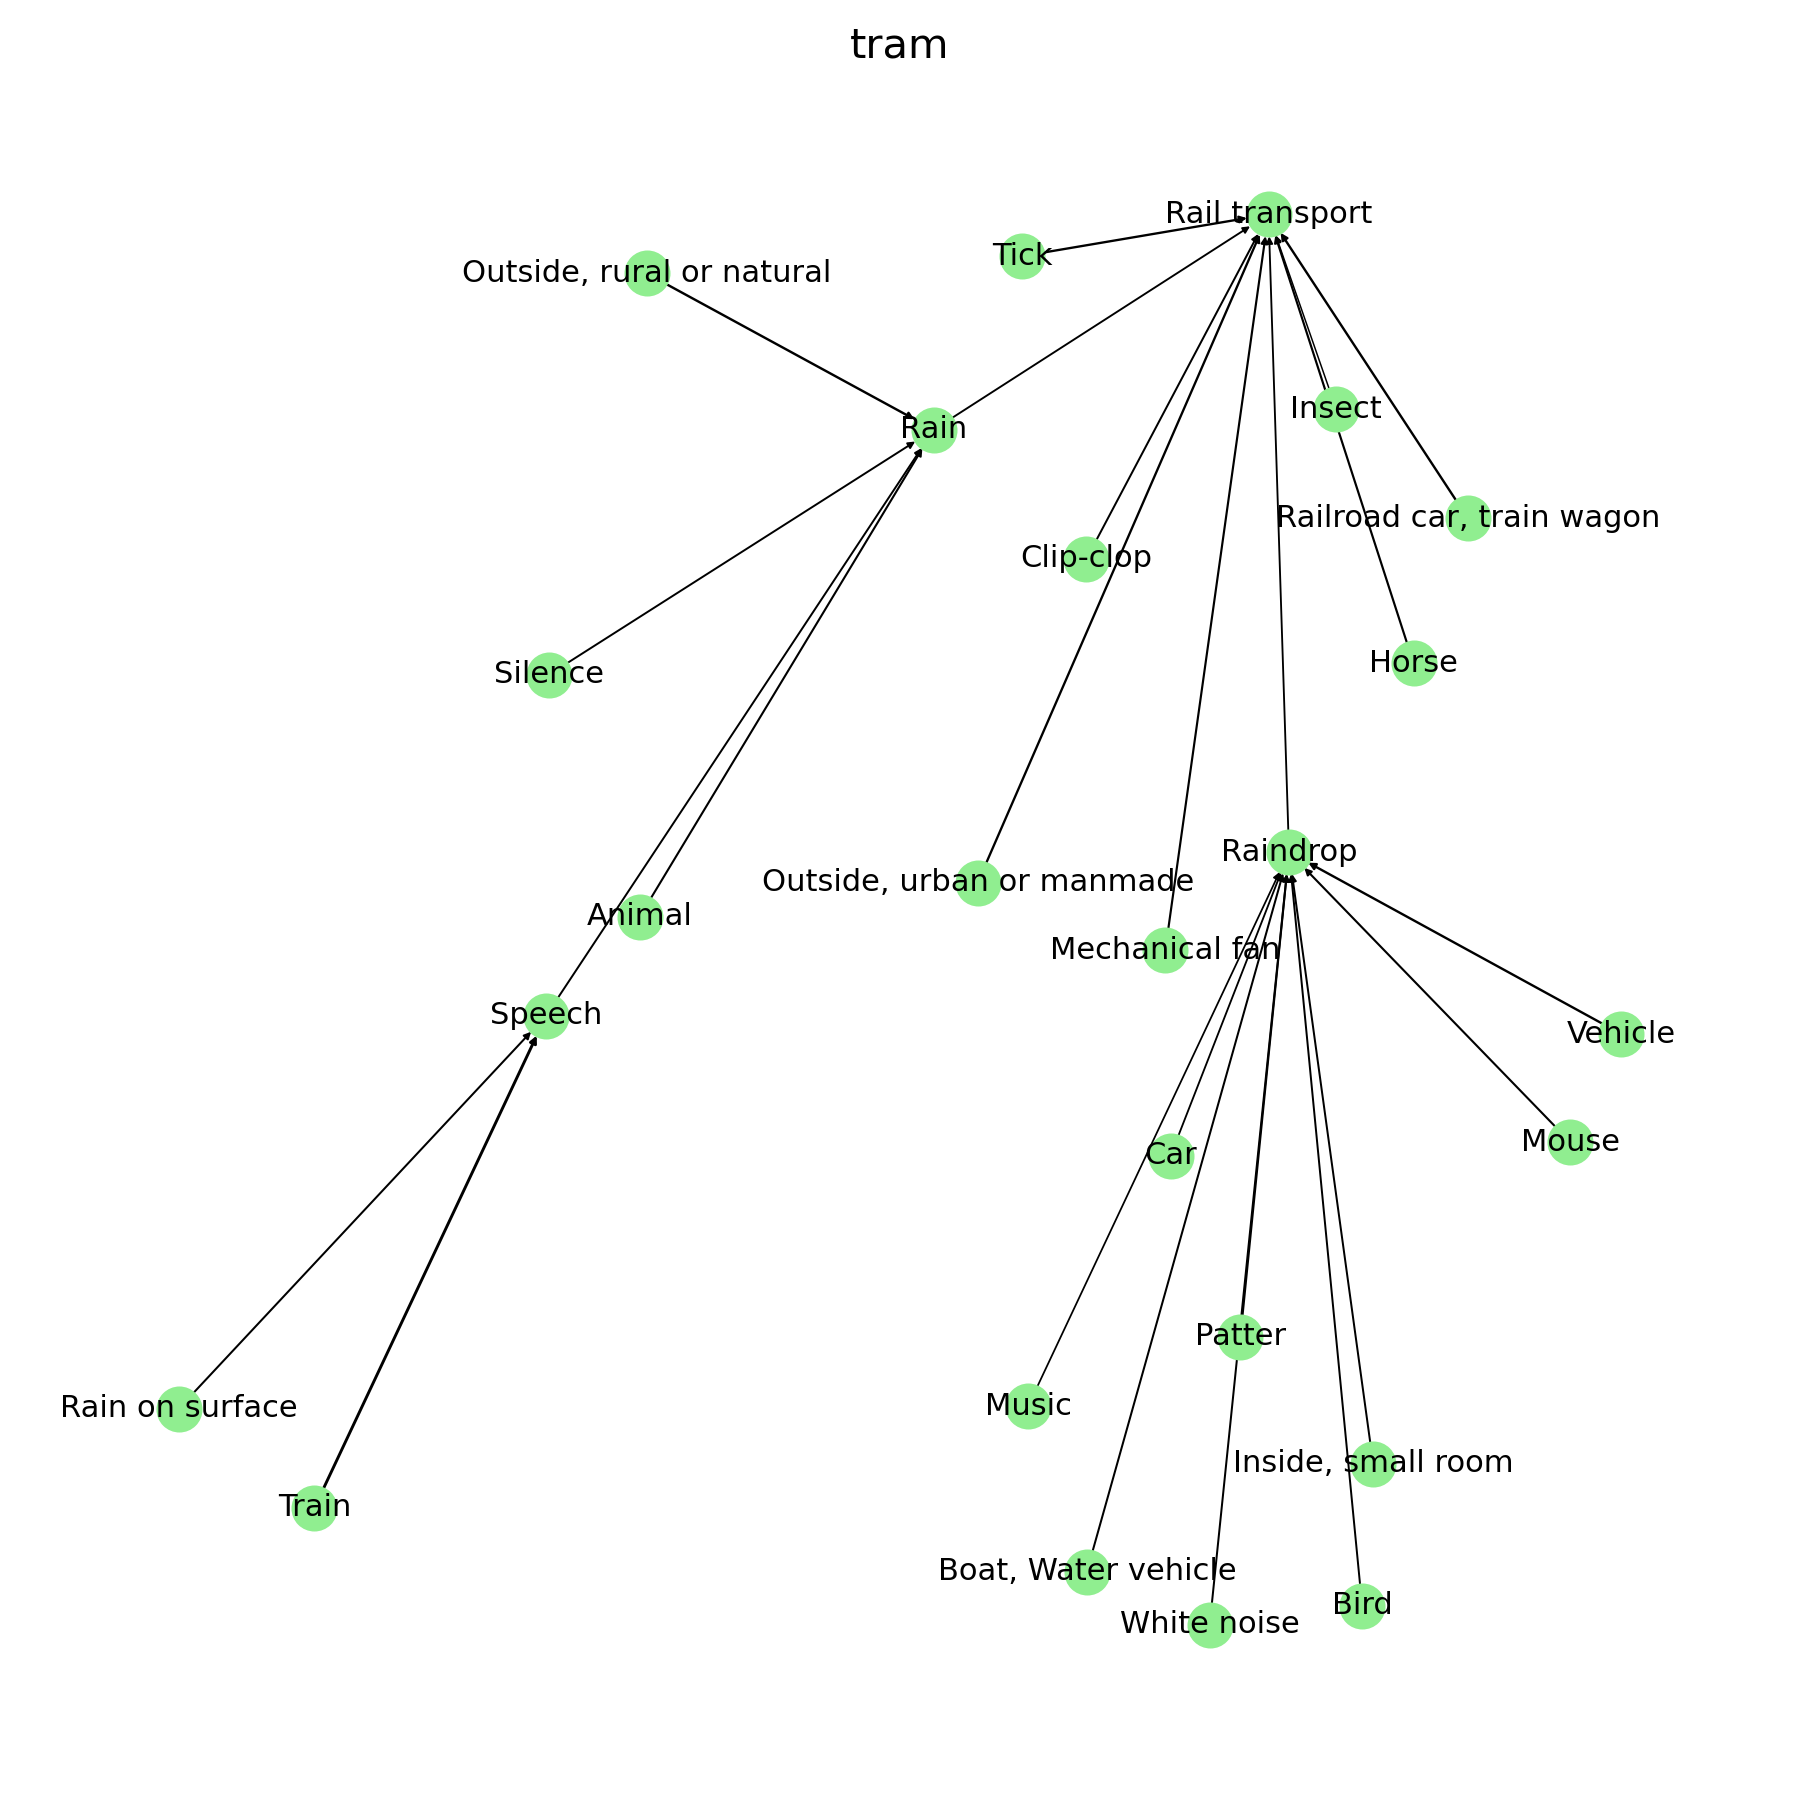 tram
Rail transport
Tick
Outside, rural or natural
Insect
Rain
Railroad car, train wagon
Clip-clop
Horse
Silence
Raindrop
Outside, urban or manmade
Animal
Mechanical fan
Speech
Vehicle
Mouse
Car
Patter
Music
Rain on surface
Inside, small room
Train
Boat, Water vehicle
Bird
White noise